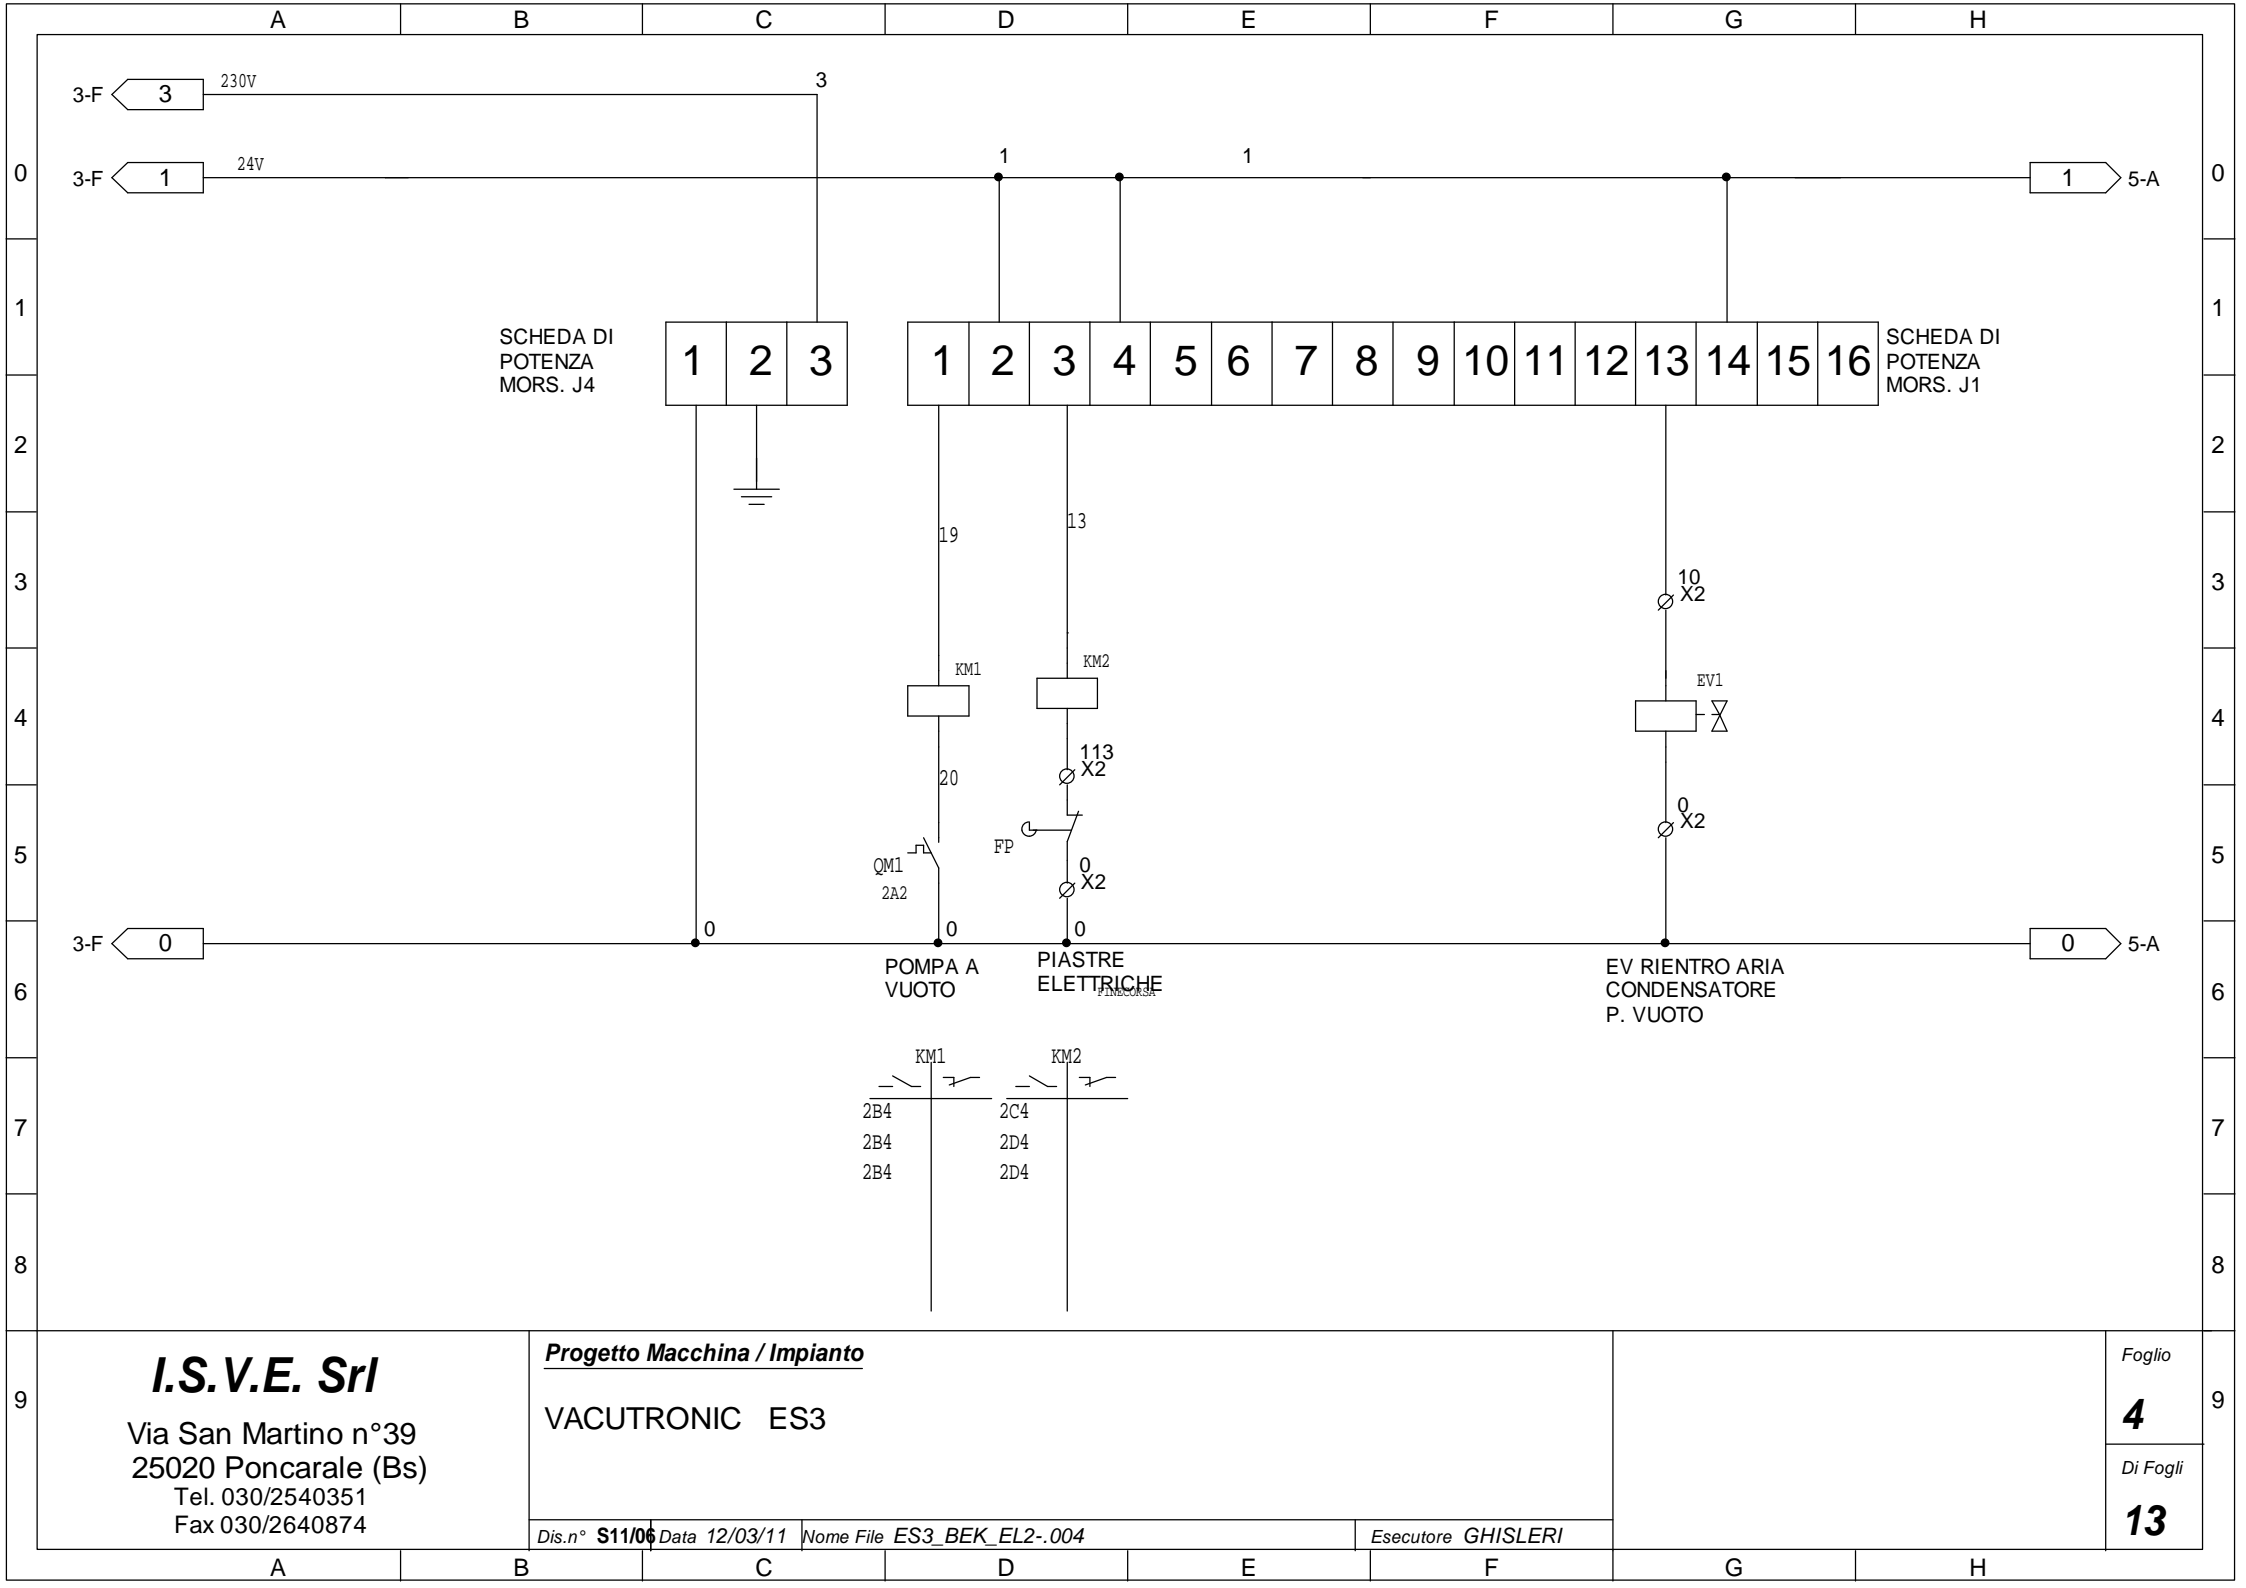 A B C D E F G H
3-F 3 230V 3
0 3-F 1 24V 1 1 1 5-A 0
1 1
SCHEDA DI
POTENZA
MORS. J4
1 2 3
1 2 3 4 5 6 7 8 9 10 11 12 13 14 15 16
SCHEDA DI
POTENZA
MORS. J1
2 2
19 13
3 3
10
X2
KM1 KM2 EV1
4 4
113
X2
20
0
X2
5 5
QM1
2A2
FP
0
X2
3-F 0 0 0 0 0 5-A
POMPA A
VUOTO
PIASTRE
ELETTRICHE
FINECORSA
EV RIENTRO ARIA
CONDENSATORE
P. VUOTO
6 6
KM1 KM2
2B4 2C4
7 7
2B4 2D4
2B4 2D4
8 8
9 9
I.S.V.E. Srl
Via San Martino n°39
25020 Poncarale (Bs)
Tel. 030/2540351
Fax 030/2640874
Progetto Macchina / Impianto
VACUTRONIC ES3
Dis.n° S11/06 Data 12/03/11 Nome File ES3_BEK_EL2-.004 Esecutore GHISLERI
Foglio
4
Di Fogli
13
A B C D E F G H